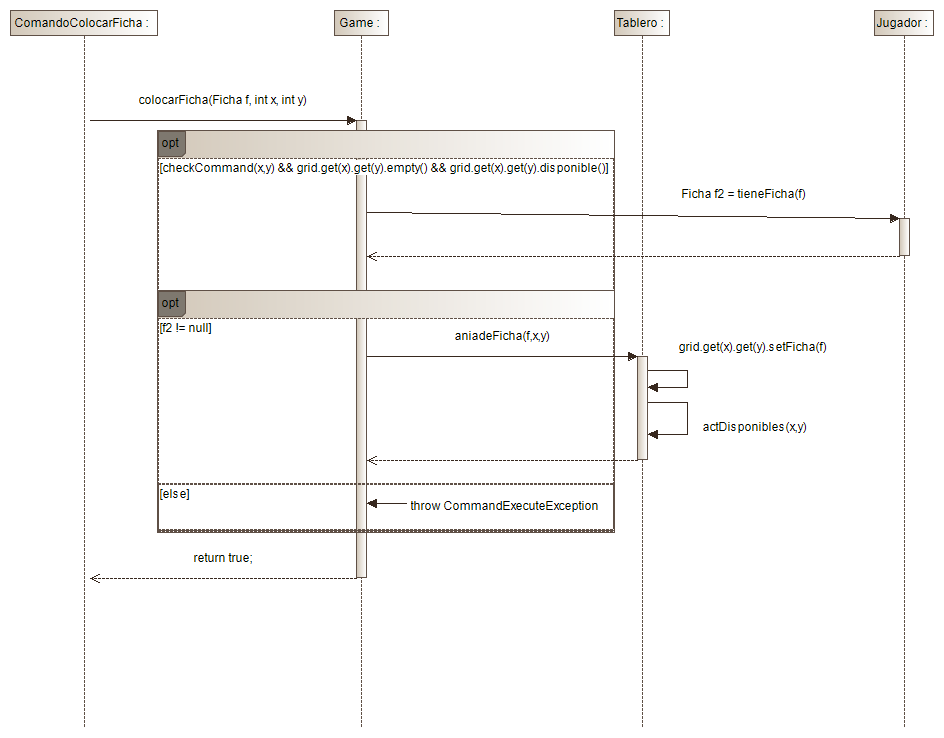 ComandoColocarFicha :
Game :
Tablero :
Jugador :
colocarFicha(Ficha f, int x, int y)
opt
[checkCommand(x,y) && grid.get(x).get(y).empty() && grid.get(x).get(y).disponible()]
Ficha f2 = tieneFicha(f)
opt
[f2 != null]
aniadeFicha(f,x,y)
grid.get(x).get(y).setFicha(f)
actDisponibles(x,y)
[else]
throw CommandExecuteException
return true;